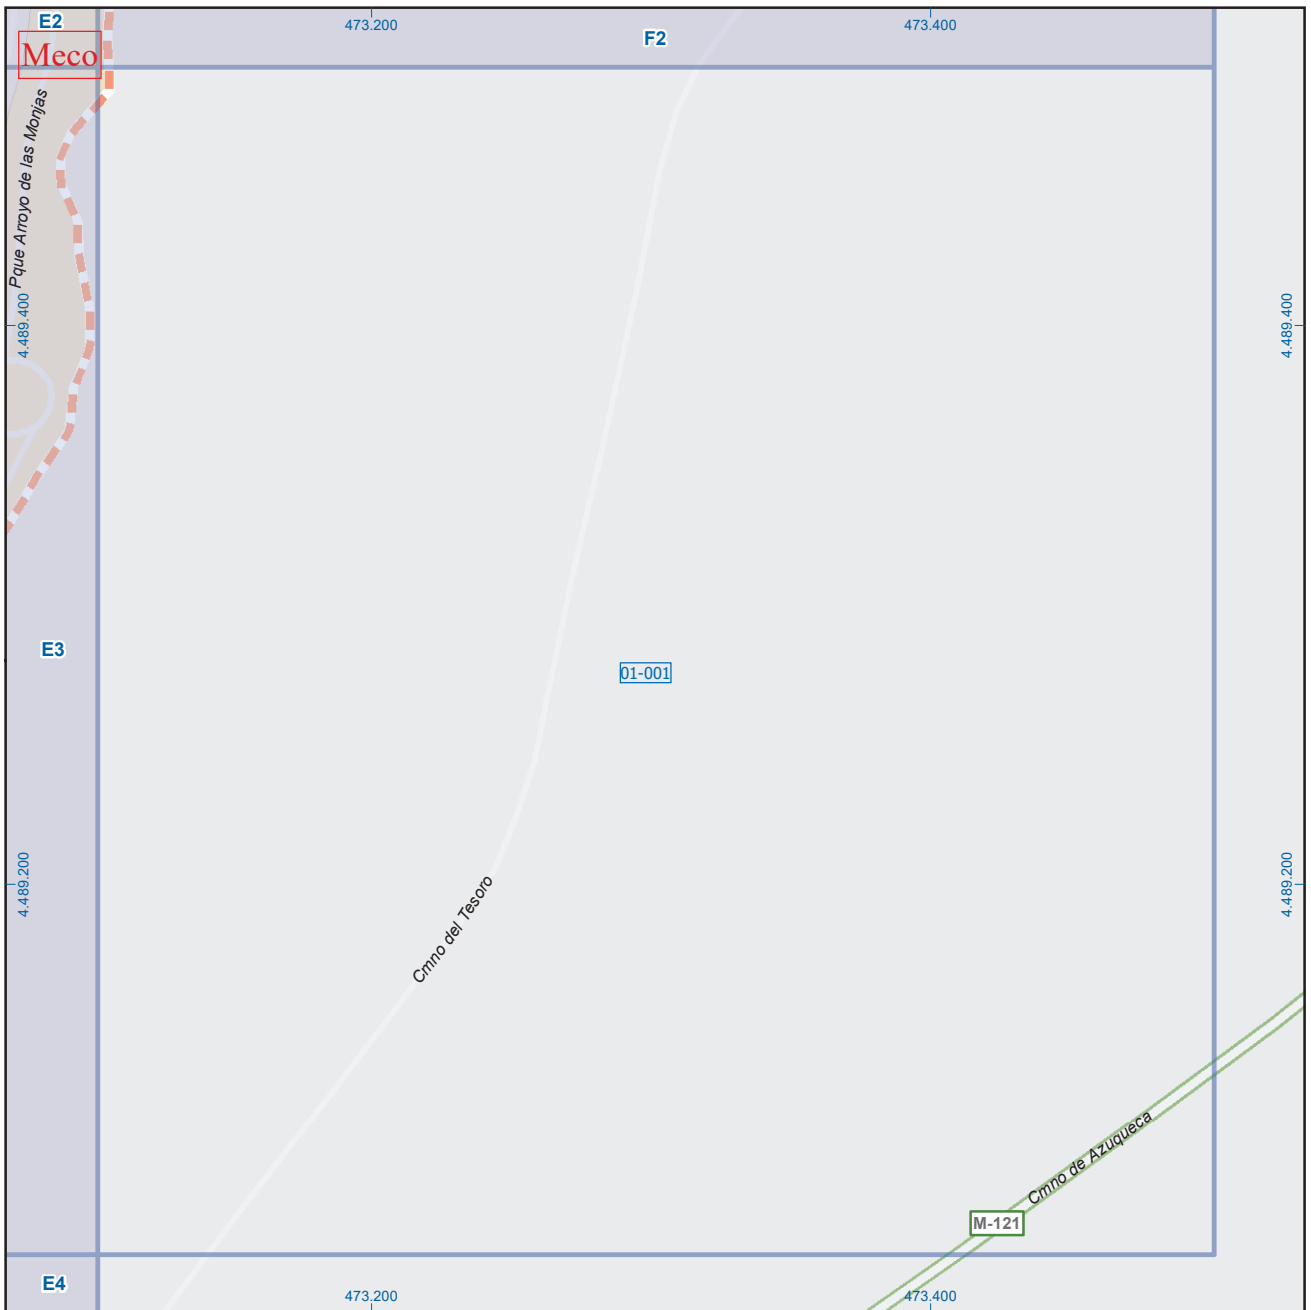 E2
473.200
F2
473.400
Meco
Pque Arroyo de las Monjas
4.489.400
4.489.400
E3
01-001
4.489.200
4.489.200
Cmno del Tesoro
Cmno de Azuqueca
M-121
E4
473.200
473.400